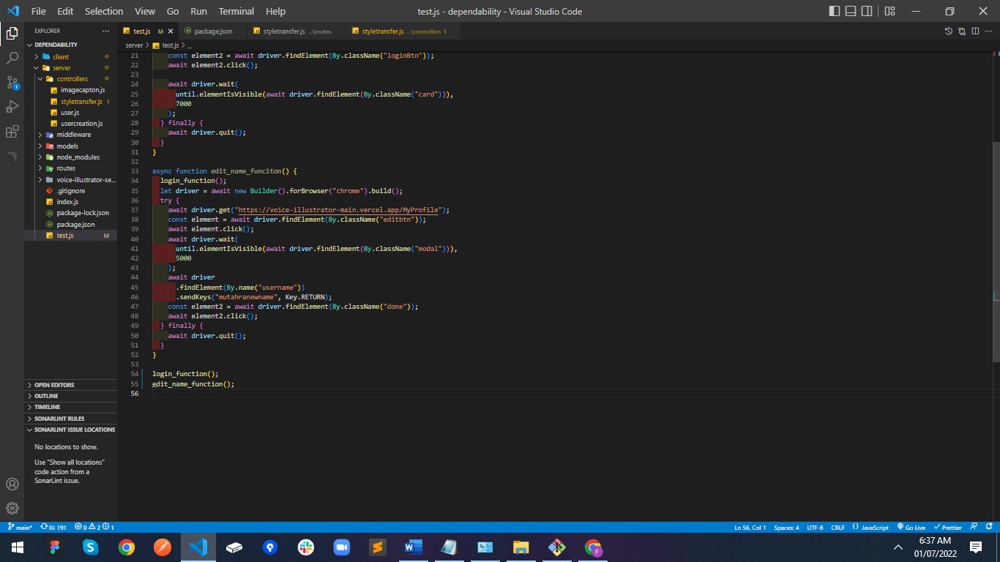 File Edit Selection View Go Run Terminal Help
test.js - dependability - Visual Studio Code
EXPLORER
DEPENDABILITY
client
server
controllers
imagecapton.js
styletransfer.js 1
user.js
usercreation.js
middleware
models
node_modules
routes
voice-illustrator-se...
.gitignore
index.js
package-lock.json
package.json
test.js M
OPEN EDITORS
OUTLINE
TIMELINE
SONARLINT RULES
SONARLINT ISSUE LOCATIONS
No locations to show.
Use "Show all locations"
code action from a
SonarLint issue.
test.js M
package.json
styletransfer.js ...\routes
styletransfer.js ...\controllers 1
server > test.js > ...
21 const element2 = await driver.findElement(By.className("loginBtn"));
22 await element2.click();
23
24 await driver.wait(
25 until.elementIsVisible(await driver.findElement(By.className("card"))),
26 7000
27 );
28 } finally {
29 await driver.quit();
30 }
31 }
32
33 async function edit_name_funciton() {
34 login_function();
35 let driver = await new Builder().forBrowser("chrome").build();
36 try {
37 await driver.get("https://voice-illustrator-main.vercel.app/MyProfile");
38 const element = await driver.findElement(By.className("editbtn"));
39 await element.click();
40 await driver.wait(
41 until.elementIsVisible(await driver.findElement(By.className("modal"))),
42 5000
43 );
44 await driver
45 .findElement(By.name("username"))
46 .sendKeys("mutahranewname", Key.RETURN);
47 const element2 = await driver.findElement(By.className("done"));
48 await element2.click();
49 } finally {
50 await driver.quit();
51 }
52 }
53
54 login_function();
55 edit_name_function();
56
main* 0↓ 19↑ 0 2 1
Ln 56, Col 1 Spaces: 4 UTF-8 CRLF {} JavaScript Go Live Prettier
6:37 AM
01/07/2022